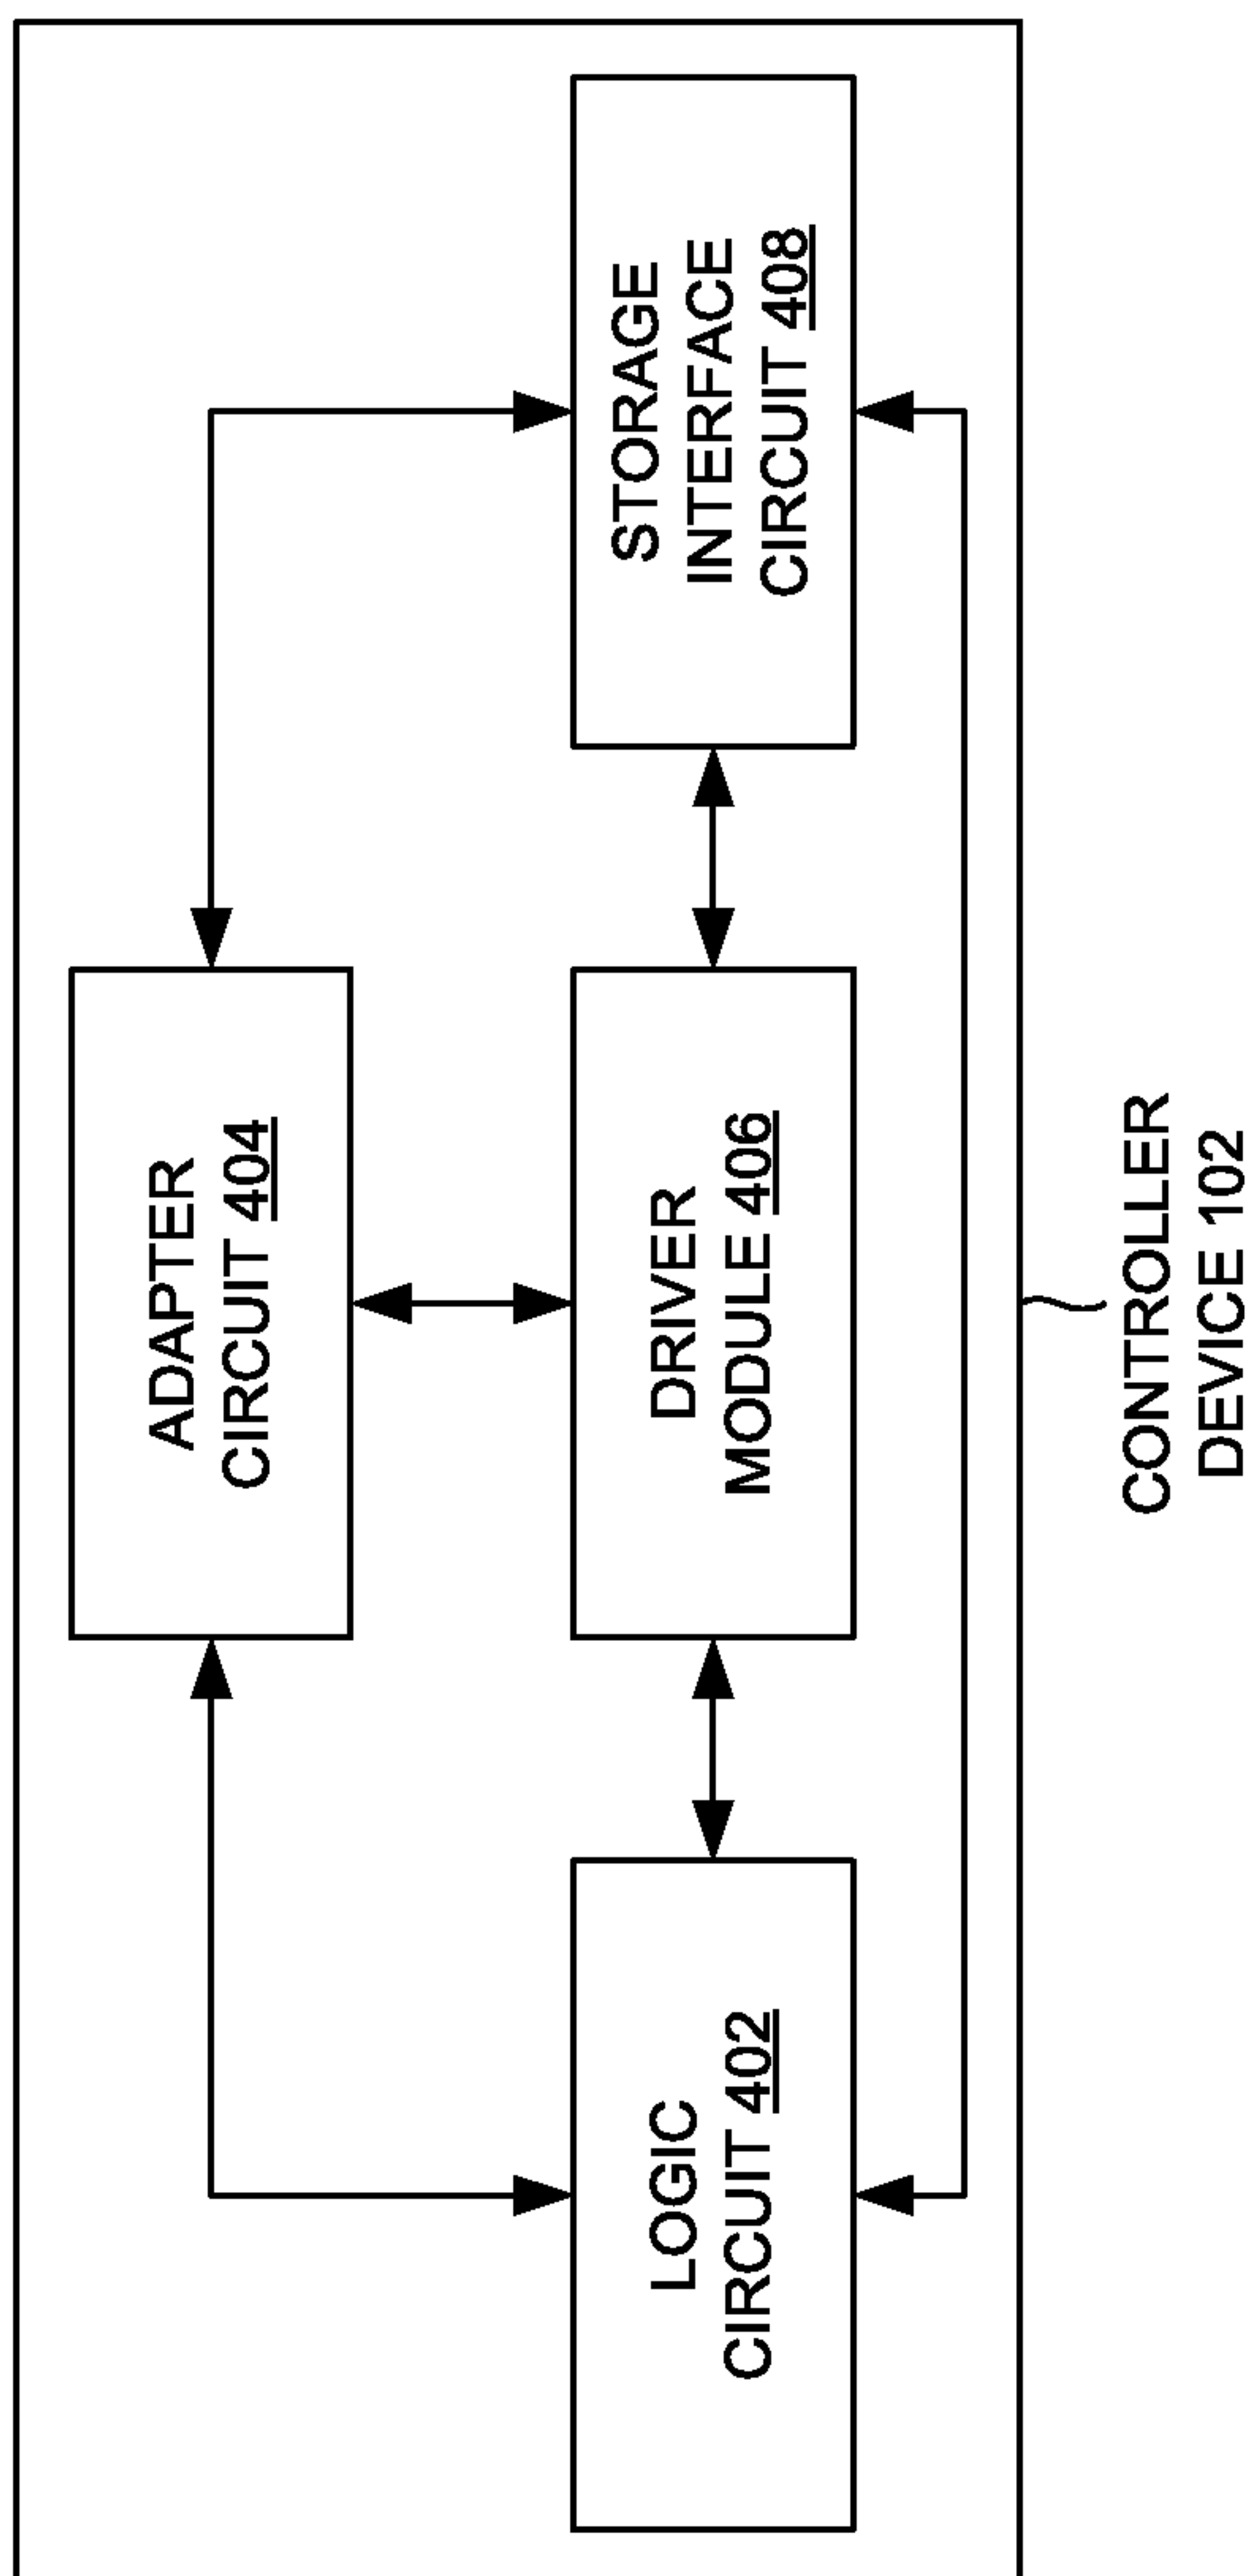 ADAPTER
CIRCUIT 404
LOGIC
CIRCUIT 402
DRIVER
MODULE 406
STORAGE
INTERFACE
CIRCUIT 408
CONTROLLER
DEVICE 102